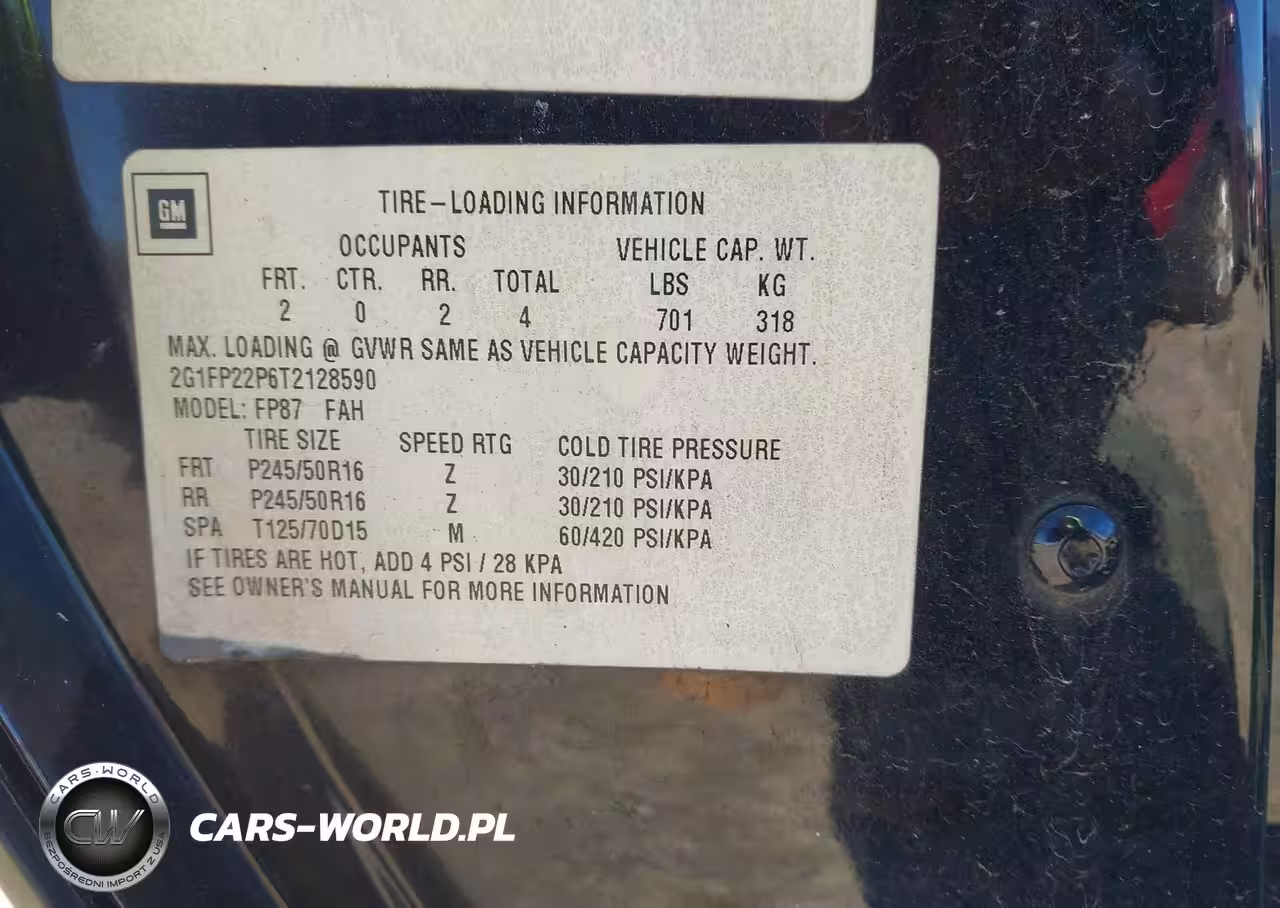 GM
TIRE-LOADING INFORMATION
OCCUPANTS VEHICLE CAP. WT.
FRT. CTR. RR. TOTAL LBS KG
2 0 2 4 701 318
MAX. LOADING @ GVWR SAME AS VEHICLE CAPACITY WEIGHT.
2G1FP22P6T2128590
MODEL: FP87 FAH
TIRE SIZE SPEED RTG COLD TIRE PRESSURE
FRT P245/50R16 Z 30/210 PSI/KPA
RR P245/50R16 Z 30/210 PSI/KPA
SPA T125/70D15 M 60/420 PSI/KPA
IF TIRES ARE HOT, ADD 4 PSI / 28 KPA
SEE OWNER'S MANUAL FOR MORE INFORMATION
CARS-WORLD
CW
BEZPOŚREDNI IMPORT Z USA
CARS-WORLD.PL